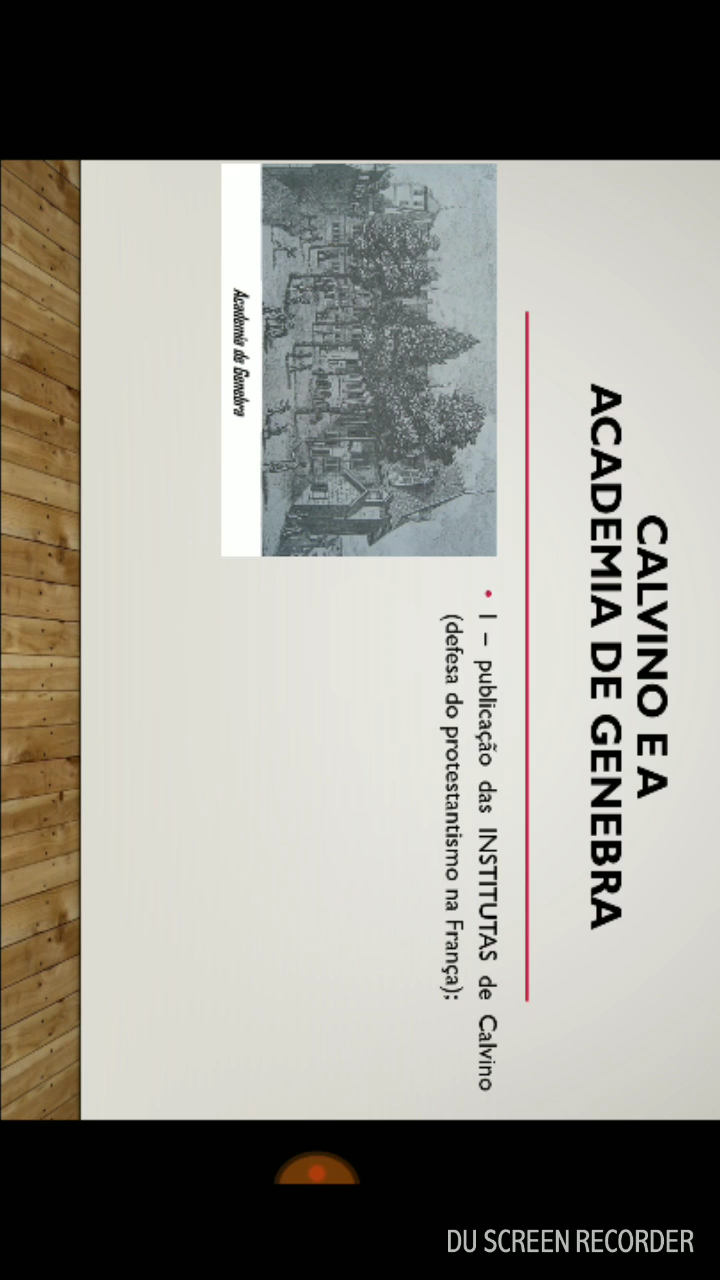 CALVINO E A
ACADEMIA DE GENEBRA
• I – publicação das INSTITUTAS de Calvino
(defesa do protestantismo na França);
Academia de Genebra
DU SCREEN RECORDER